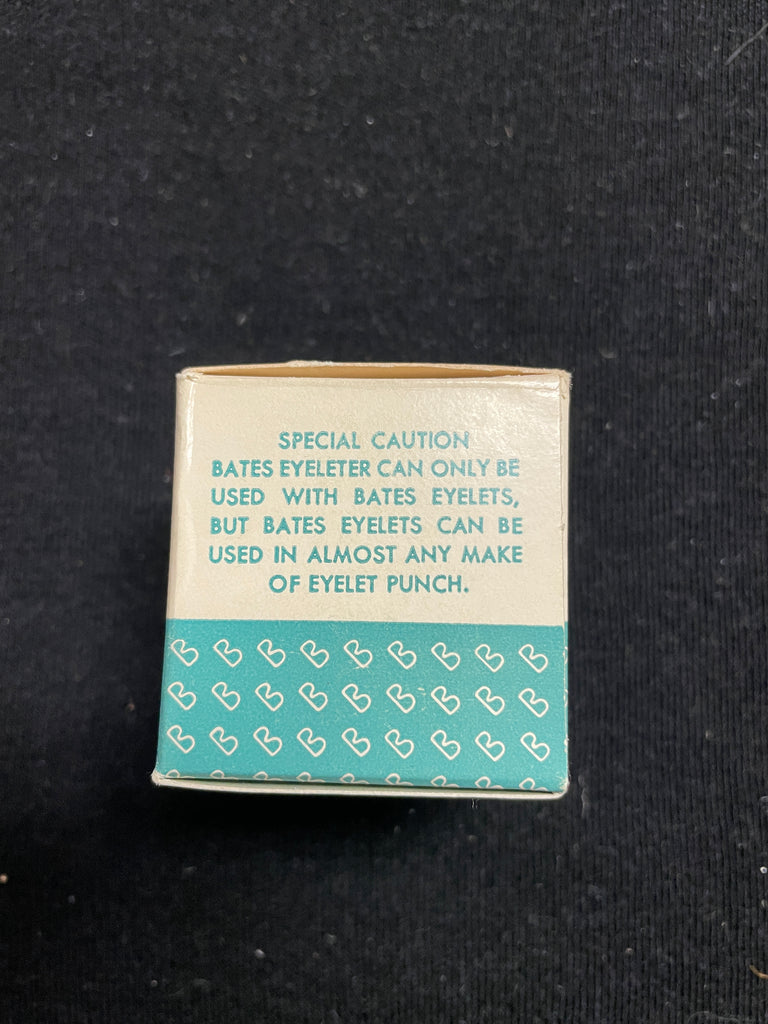 SPECIAL CAUTION
BATES EYELETER CAN ONLY BE
USED WITH BATES EYELETS,
BUT BATES EYELETS CAN BE
USED IN ALMOST ANY MAKE
OF EYELET PUNCH.
B B B B B B B B B
B B B B B B B B B
B B B B B B B B B